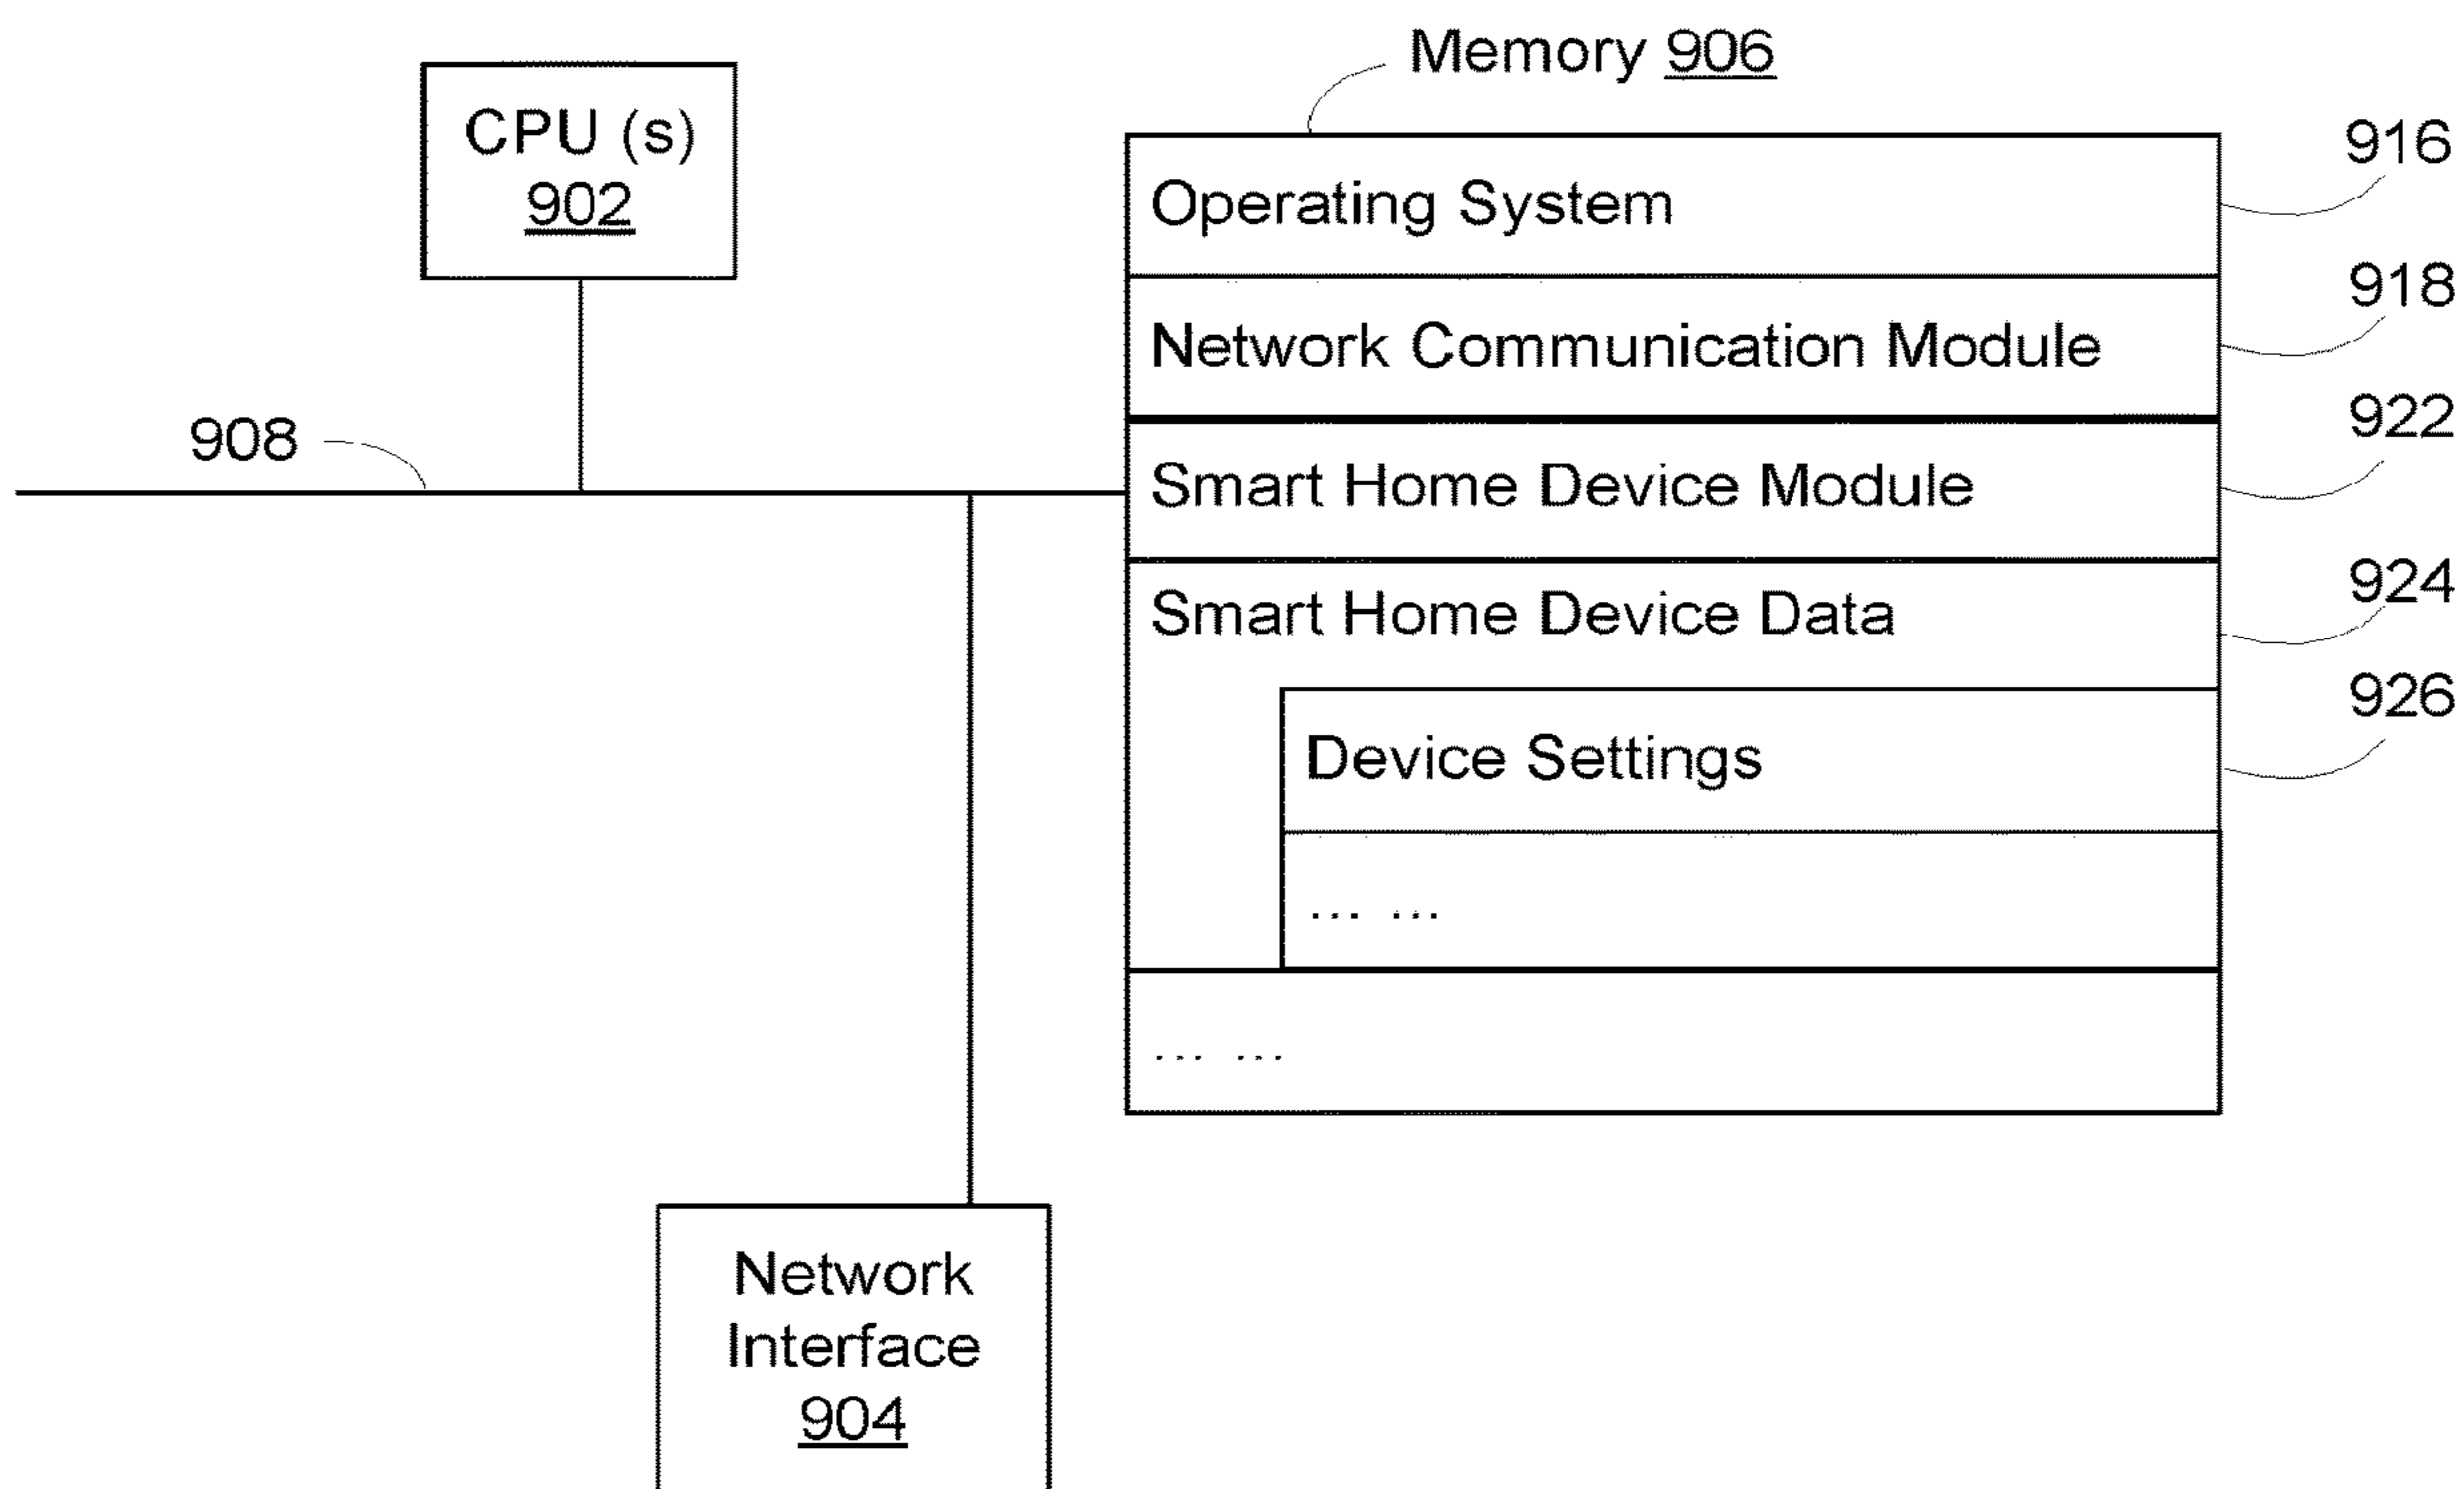 Memory 906
CPU (s)
902
916
Operating System
918
Network Communication Module
908
922
Smart Home Device Module
924
Smart Home Device Data
926
Device Settings
... ...
... ...
Network
Interface
904